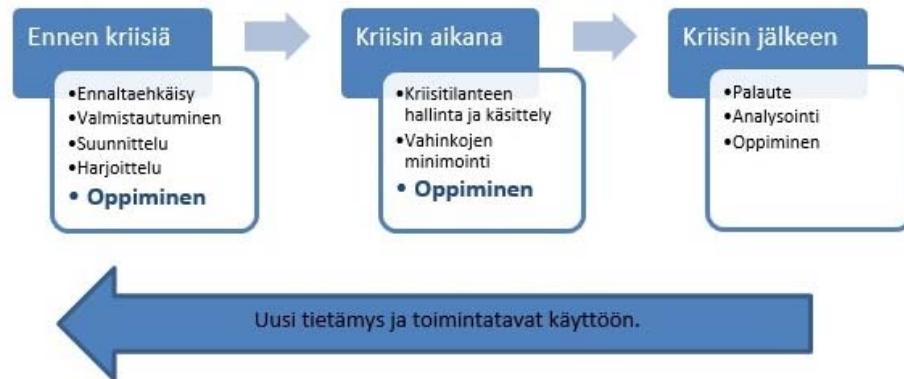 Ennen kriisiä
•Ennaltaehkäisy
•Valmistautuminen
•Suunnittelu
•Harjoittelu
• Oppiminen
Kriisin aikana
•Kriisitilanteen
hallinta ja käsittely
•Vahinkojen
minimointi
• Oppiminen
Kriisin jälkeen
•Palaute
•Analysointi
•Oppiminen
Uusi tietämys ja toimintatavat käyttöön.